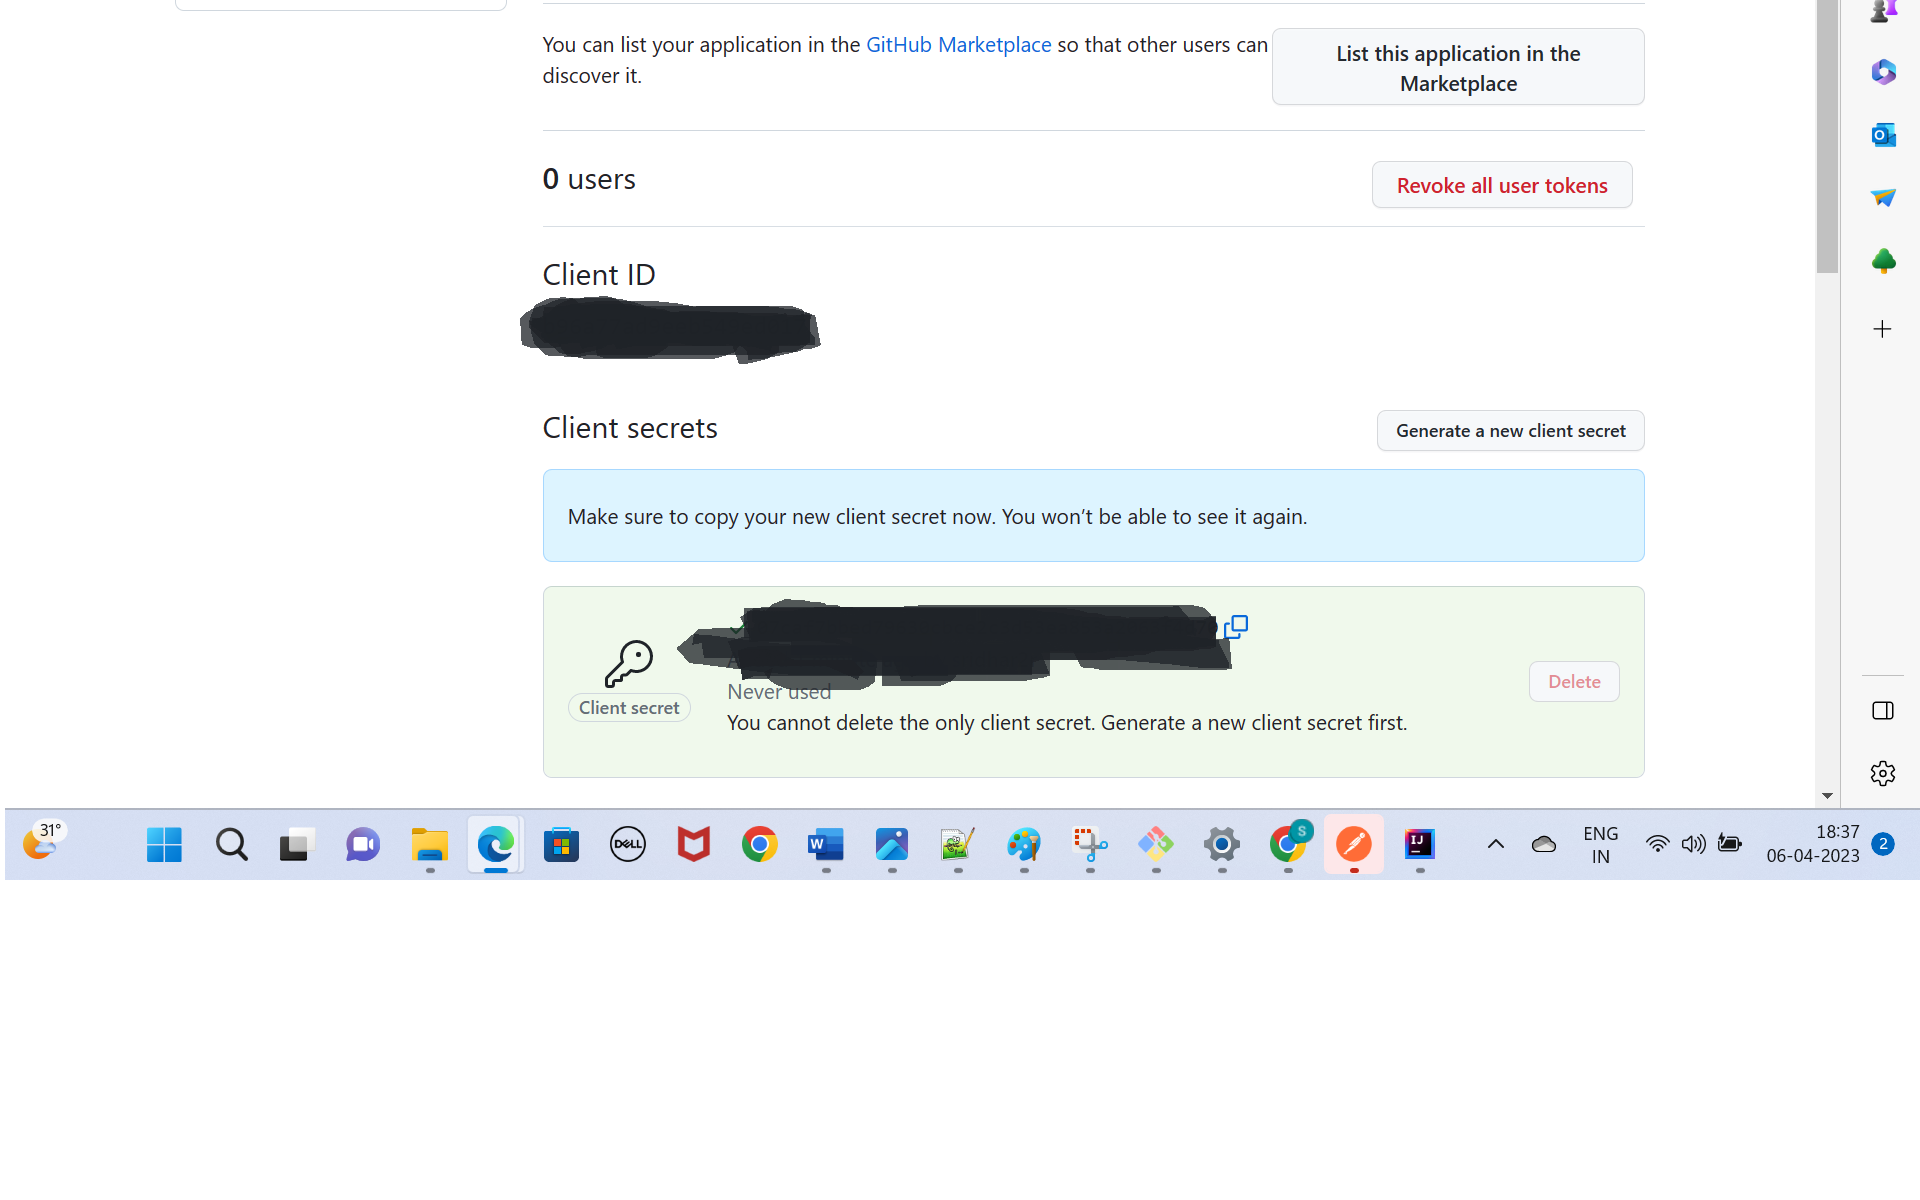 You can list your application in the GitHub Marketplace so that other users can
discover it.
List this application in the
Marketplace
0 users
Revoke all user tokens
Client ID
Client secrets
Generate a new client secret
Make sure to copy your new client secret now. You won’t be able to see it again.
Client secret
Never used
You cannot delete the only client secret. Generate a new client secret first.
Delete
31°
DELL
W
S
IJ
ENG
IN
18:37
06-04-2023
2